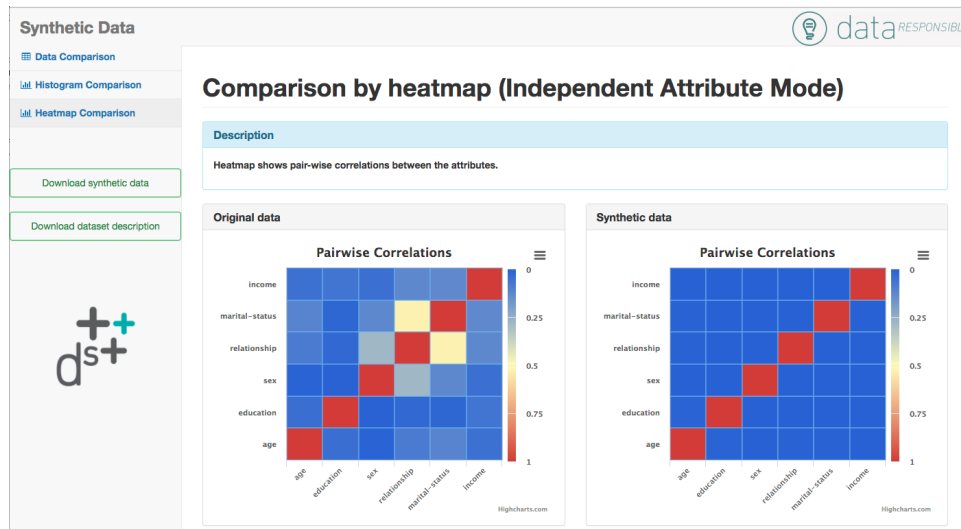 Synthetic Data
data RESPONSIBL
Data Comparison
Histogram Comparison
Heatmap Comparison
Download synthetic data
Download dataset description
ds
Comparison by heatmap (Independent Attribute Mode)
Description
Heatmap shows pair-wise correlations between the attributes.
Original data
Pairwise Correlations
income
marital-status
relationship
sex
education
age
age
education
sex
relationship
marital-status
income
0
0.25
0.5
0.75
1
Highcharts.com
Synthetic data
Pairwise Correlations
income
marital-status
relationship
sex
education
age
age
education
sex
relationship
marital-status
income
0
0.25
0.5
0.75
1
Highcharts.com